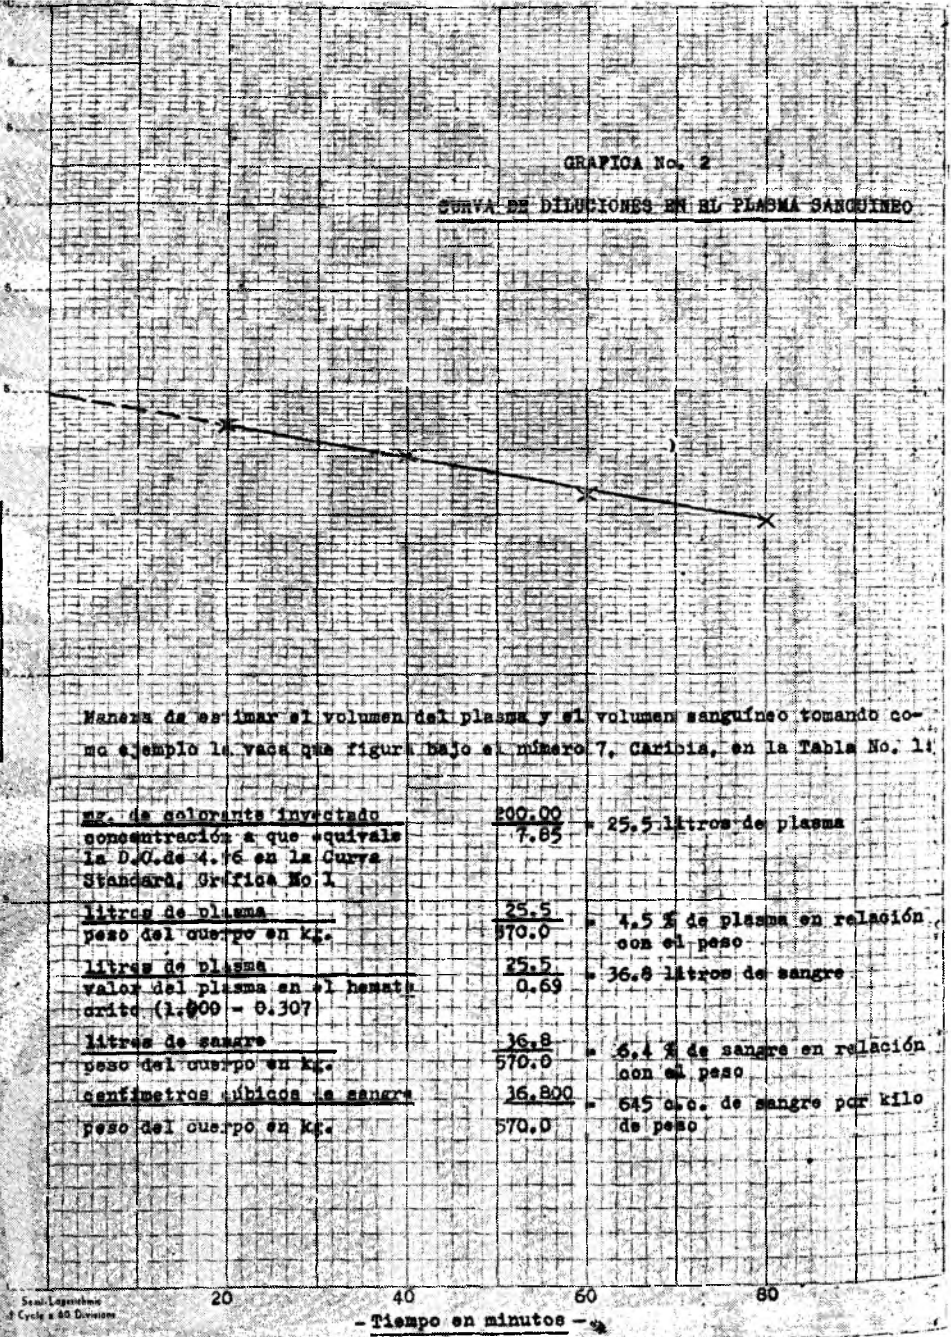 GRAFICA No. 2
CURVA DE DILUCIONES EN EL PLASMA SANGUINEO
Manera de estimar el volumen del plasma y el volumen sanguíneo tomando co-
mo ejemplo la vaca que figura bajo el número 7, Caribia, en la Tabla No. 1:
mg. de colorante inyectado 200.00
concentración a que equivale 7.85 = 25.5 litros de plasma
la D.O. de 4.96 en la Curva
Standard, Gráfica No 1
litros de plasma 25.5
peso del cuerpo en kg. 570.0 = 4.5 % de plasma en relación
con el peso
litros de plasma 25.5
valor del plasma en el hemato 0.69 = 36.8 litros de sangre
crito (1.000 - 0.307
litros de sangre 36.8
peso del cuerpo en kg. 570.0 = 6.4 % de sangre en relación
con el peso
centímetros cúbicos de sangre 36.800
= 645 c.c. de sangre por kilo
peso del cuerpo en kg. 570.0 de peso
20 40 60 80
- Tiempo en minutos -
Semi-Logarithmic
Cycle x 60 Divisions